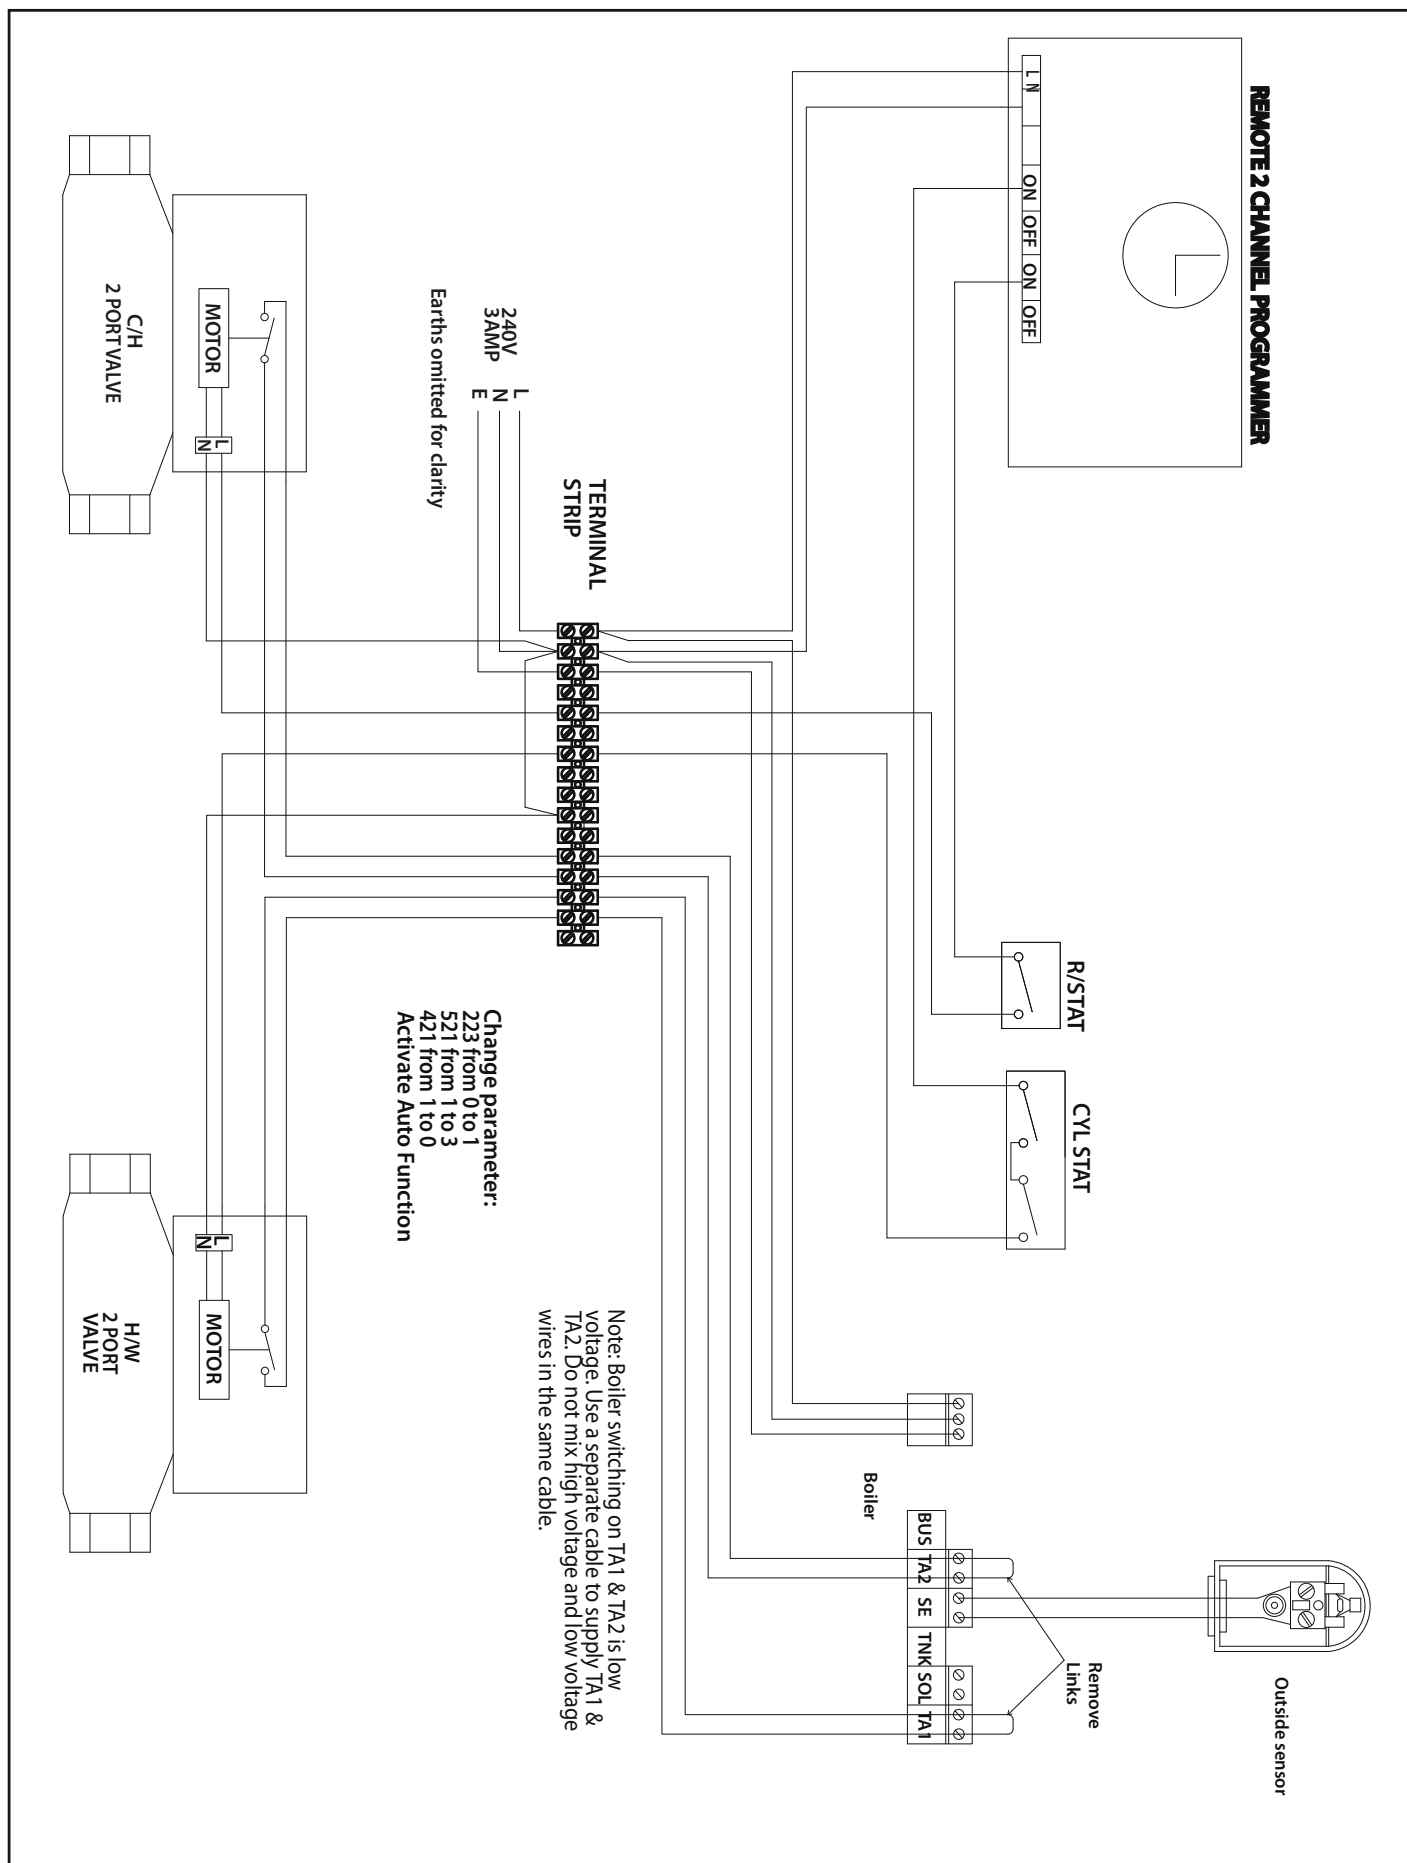 REMOTE 2 CHANNEL PROGRAMMER
L N
ON
OFF
ON
OFF
R/STAT
CYL STAT
Outside sensor
Remove
Links
Boiler
BUS
TA2
SE
TNK
SOL
TA1
TERMINAL
STRIP
240V
3AMP
L
N
E
Earths omitted for clarity
Change parameter:
223 from 0 to 1
521 from 1 to 3
421 from 1 to 0
Activate Auto Function
Note: Boiler switching on TA1 & TA2 is low
voltage. Use a separate cable to supply TA1 &
TA2. Do not mix high voltage and low voltage
wires in the same cable.
MOTOR
L
N
C/H
2 PORT VALVE
L
N
MOTOR
H/W
2 PORT
VALVE